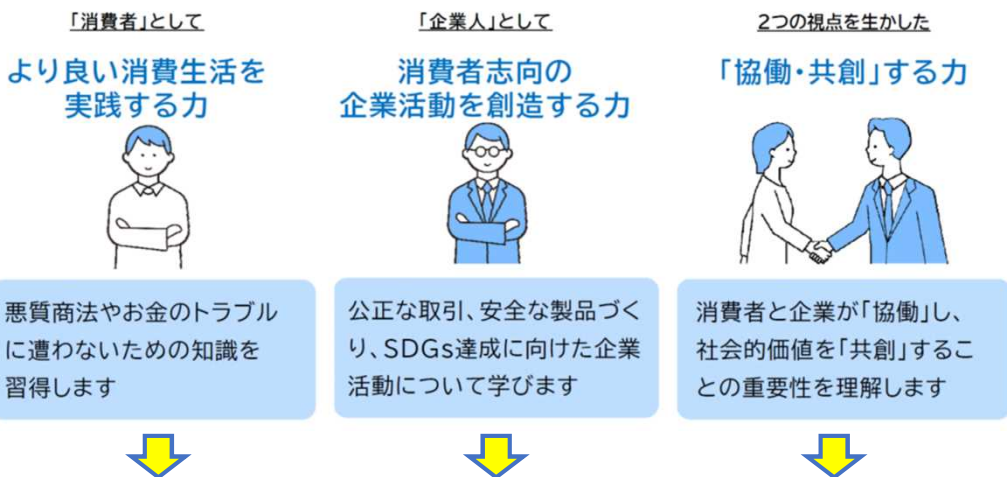 「消費者」として
より良い消費生活を
実践する力
悪質商法やお金のトラブル
に遭わないための知識を
習得します
「企業人」として
消費者志向の
企業活動を創造する力
公正な取引、安全な製品づく
り、SDGs達成に向けた企業
活動について学びます
2つの視点を生かした
「協働・共創」する力
消費者と企業が「協働」し、
社会的価値を「共創」するこ
との重要性を理解します